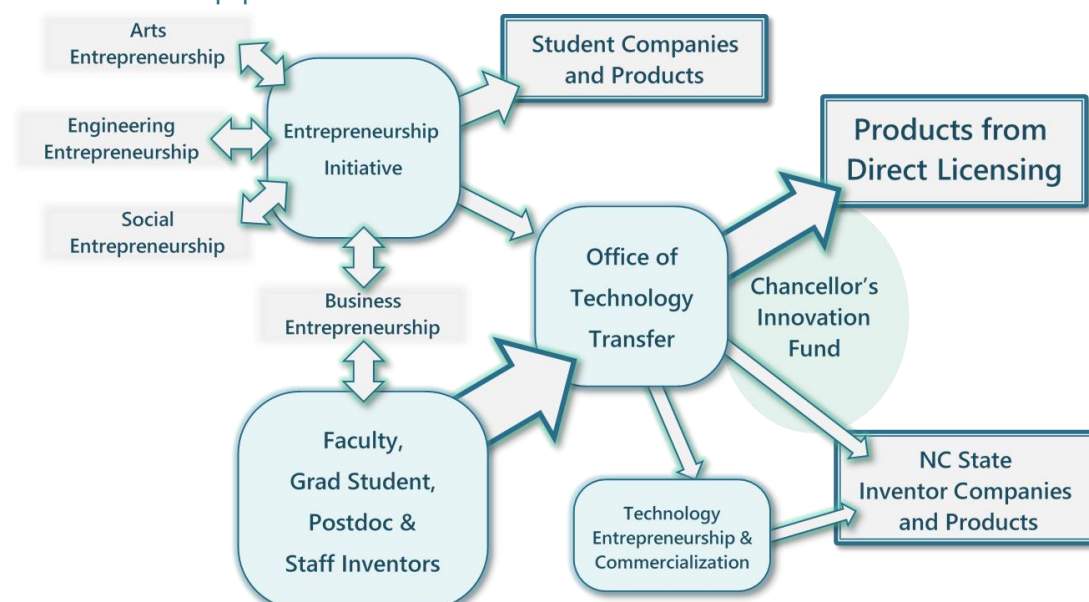 Arts
Entrepreneurship
Engineering
Entrepreneurship
Social
Entrepreneurship
Entrepreneurship
Initiative
Student Companies
and Products
Products from
Direct Licensing
Office of
Technology
Transfer
Chancellor's
Innovation
Fund
Business
Entrepreneurship
Faculty,
Grad Student,
Postdoc &
Staff Inventors
Technology
Entrepreneurship &
Commercialization
NC State
Inventor Companies
and Products